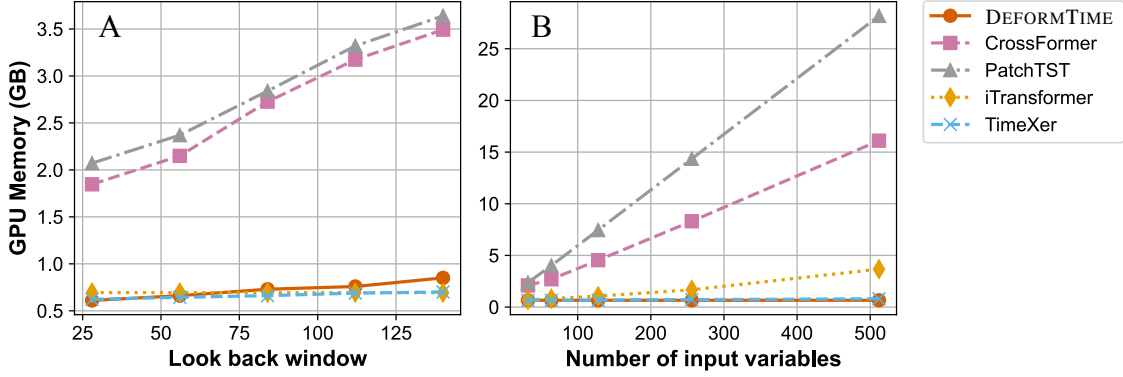 A
B
GPU Memory (GB)
3.5
3.0
2.5
2.0
1.5
1.0
0.5
25
50
75
100
125
Look back window
25
20
15
10
5
0
100
200
300
400
500
Number of input variables
DEFORMTIME
CrossFormer
PatchTST
iTransformer
TimeXer